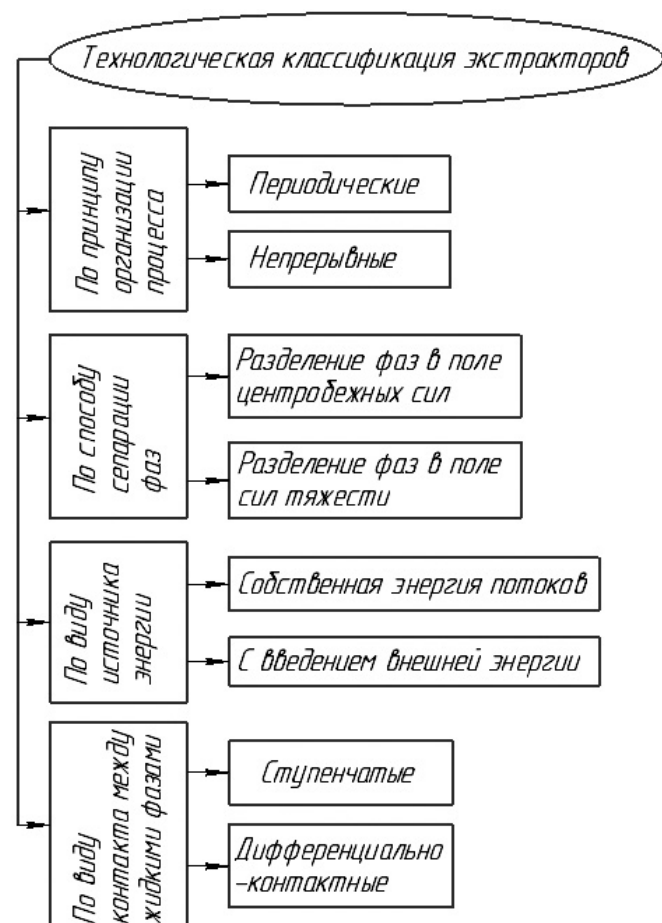 Технологическая классификация экстракторов
По принципу
организации
процесса
Периодические
Непрерывные
По способу
сепарации
фаз
Разделение фаз в поле
центробежных сил
Разделение фаз в поле
сил тяжести
По виду
источника
энергии
Собственная энергия потоков
С введением внешней энергии
По виду
контакта между
жидкими фазами
Ступенчатые
Дифференциально
-контактные